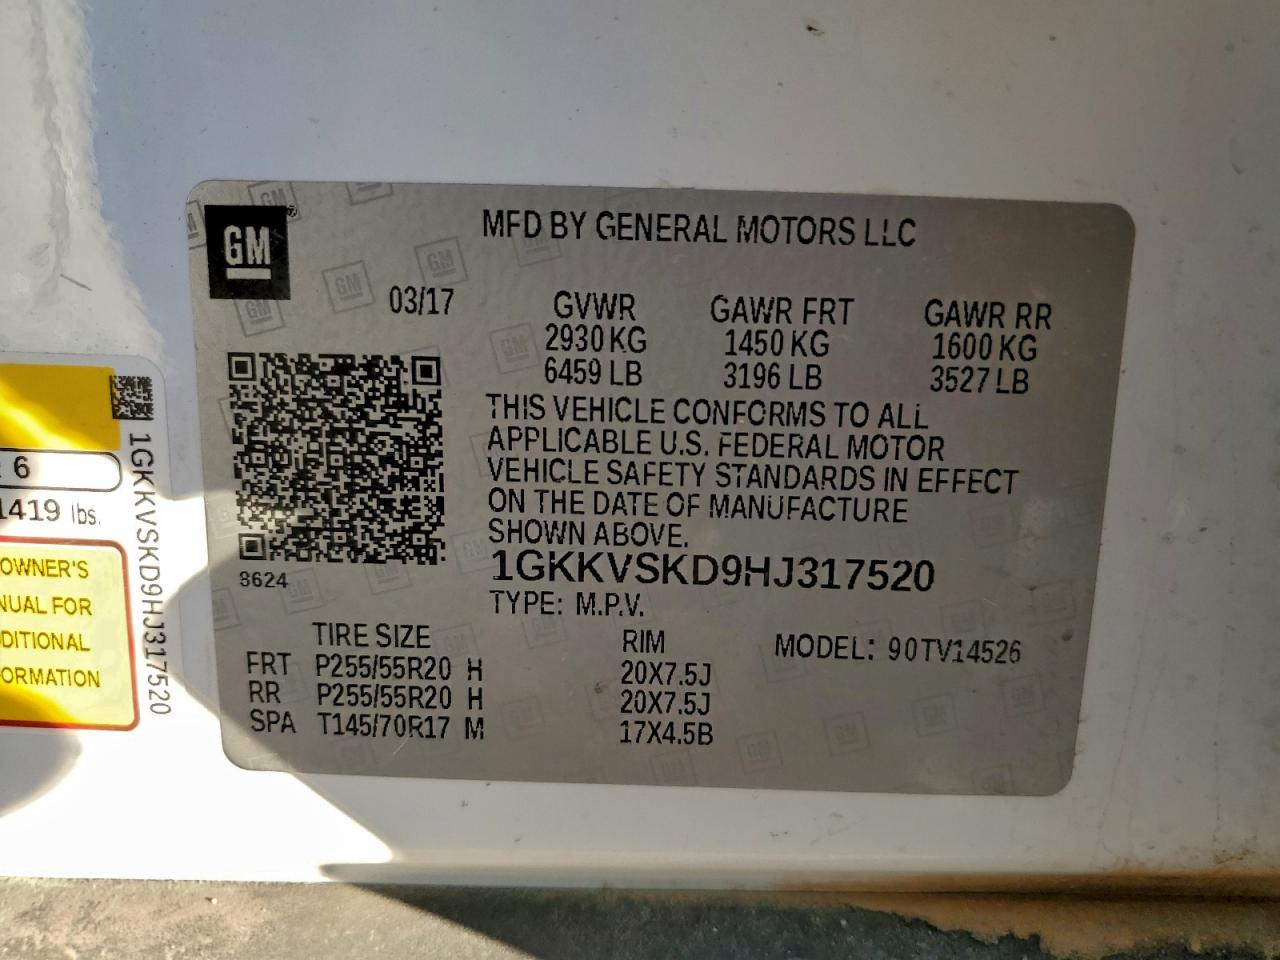 GM
MFD BY GENERAL MOTORS LLC
03/17
GVWR GAWR FRT GAWR RR
2930 KG 1450 KG 1600 KG
6459 LB 3196 LB 3527 LB
THIS VEHICLE CONFORMS TO ALL
APPLICABLE U.S. FEDERAL MOTOR
VEHICLE SAFETY STANDARDS IN EFFECT
ON THE DATE OF MANUFACTURE
SHOWN ABOVE.
1GKKVSKD9HJ317520
TYPE: M.P.V.
8624
TIRE SIZE RIM MODEL: 90TV14526
FRT P255/55R20 H 20X7.5J
RR P255/55R20 H 20X7.5J
SPA T145/70R17 M 17X4.5B
6
1419 lbs.
OWNER'S
NUAL FOR
DITIONAL
ORMATION
1GKKVSKD9HJ317520